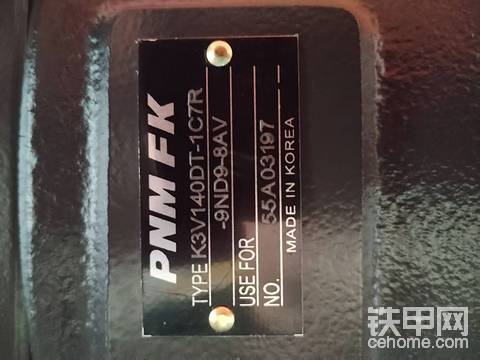 PNM FK
TYPE K3V140DT-1C7R
-9ND9-8AV
USE FOR
NO. 55A03197
MADE IN KOREA
铁甲网
cehome.com